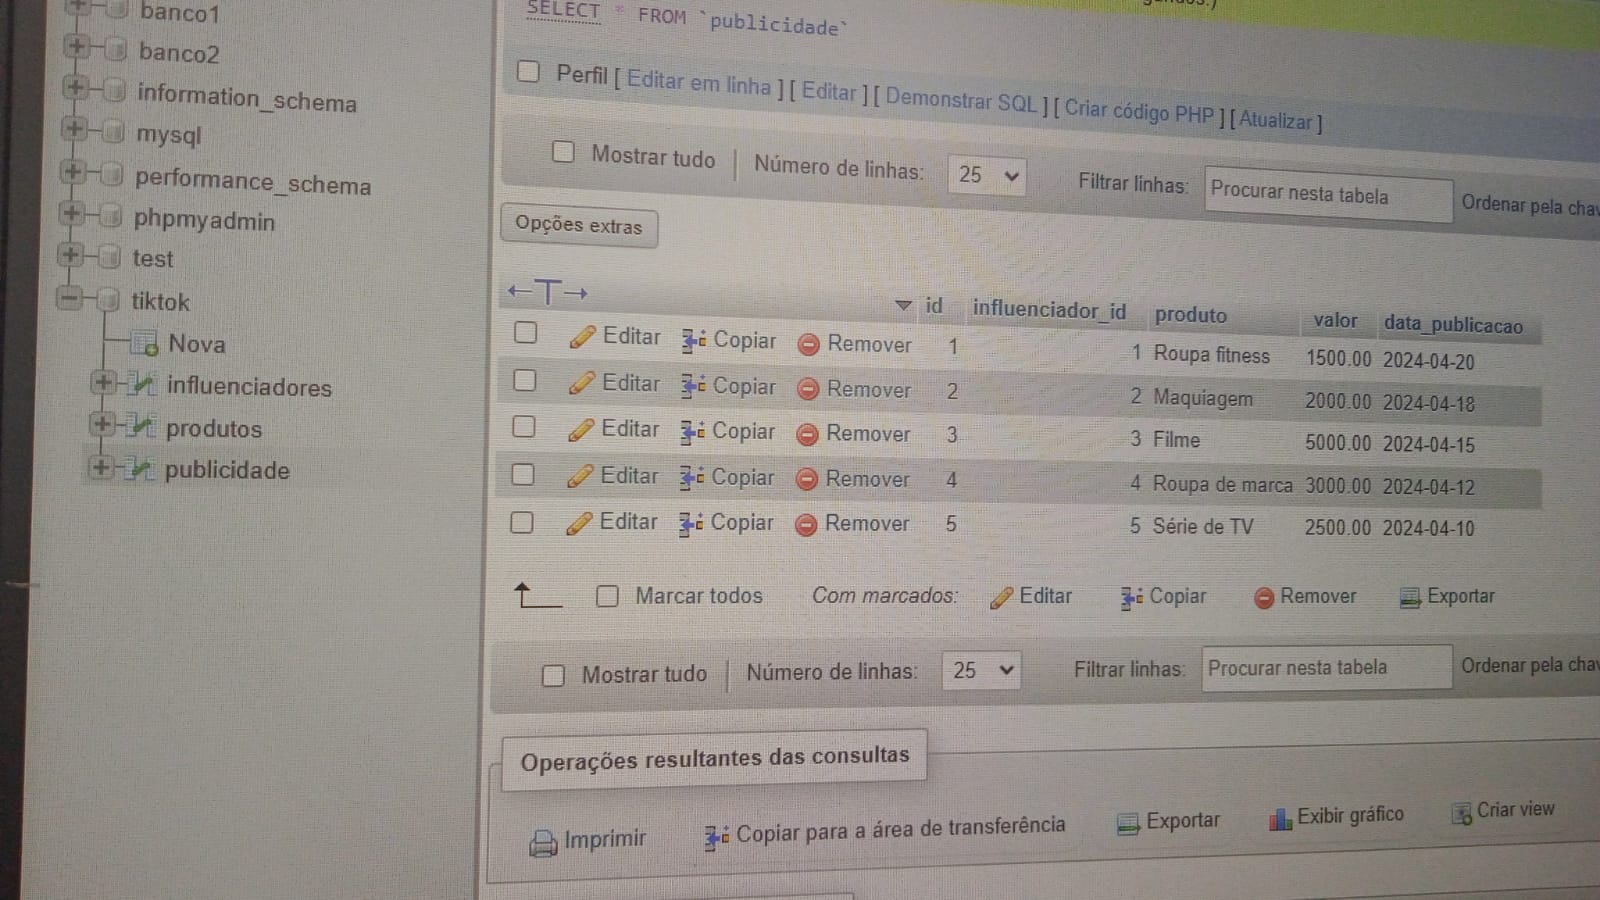 banco1
banco2
information_schema
mysql
performance_schema
phpmyadmin
test
tiktok
Nova
influenciadores
produtos
publicidade
SELECT * FROM `publicidade`
Perfil [ Editar em linha ] [ Editar ] [ Demonstrar SQL ] [ Criar código PHP ] [ Atualizar ]
Mostrar tudo Número de linhas: 25 Filtrar linhas: Procurar nesta tabela Ordenar pela
Opções extras
←T→ id influenciador_id produto valor data_publicacao
Editar Copiar Remover 1 1 Roupa fitness 1500.00 2024-04-20
Editar Copiar Remover 2 2 Maquiagem 2000.00 2024-04-18
Editar Copiar Remover 3 3 Filme 5000.00 2024-04-15
Editar Copiar Remover 4 4 Roupa de marca 3000.00 2024-04-12
Editar Copiar Remover 5 5 Série de TV 2500.00 2024-04-10
Marcar todos Com marcados: Editar Copiar Remover Exportar
Mostrar tudo Número de linhas: 25 Filtrar linhas: Procurar nesta tabela Ordenar pela
Operações resultantes das consultas
Imprimir Copiar para a área de transferência Exportar Exibir gráfico Criar view